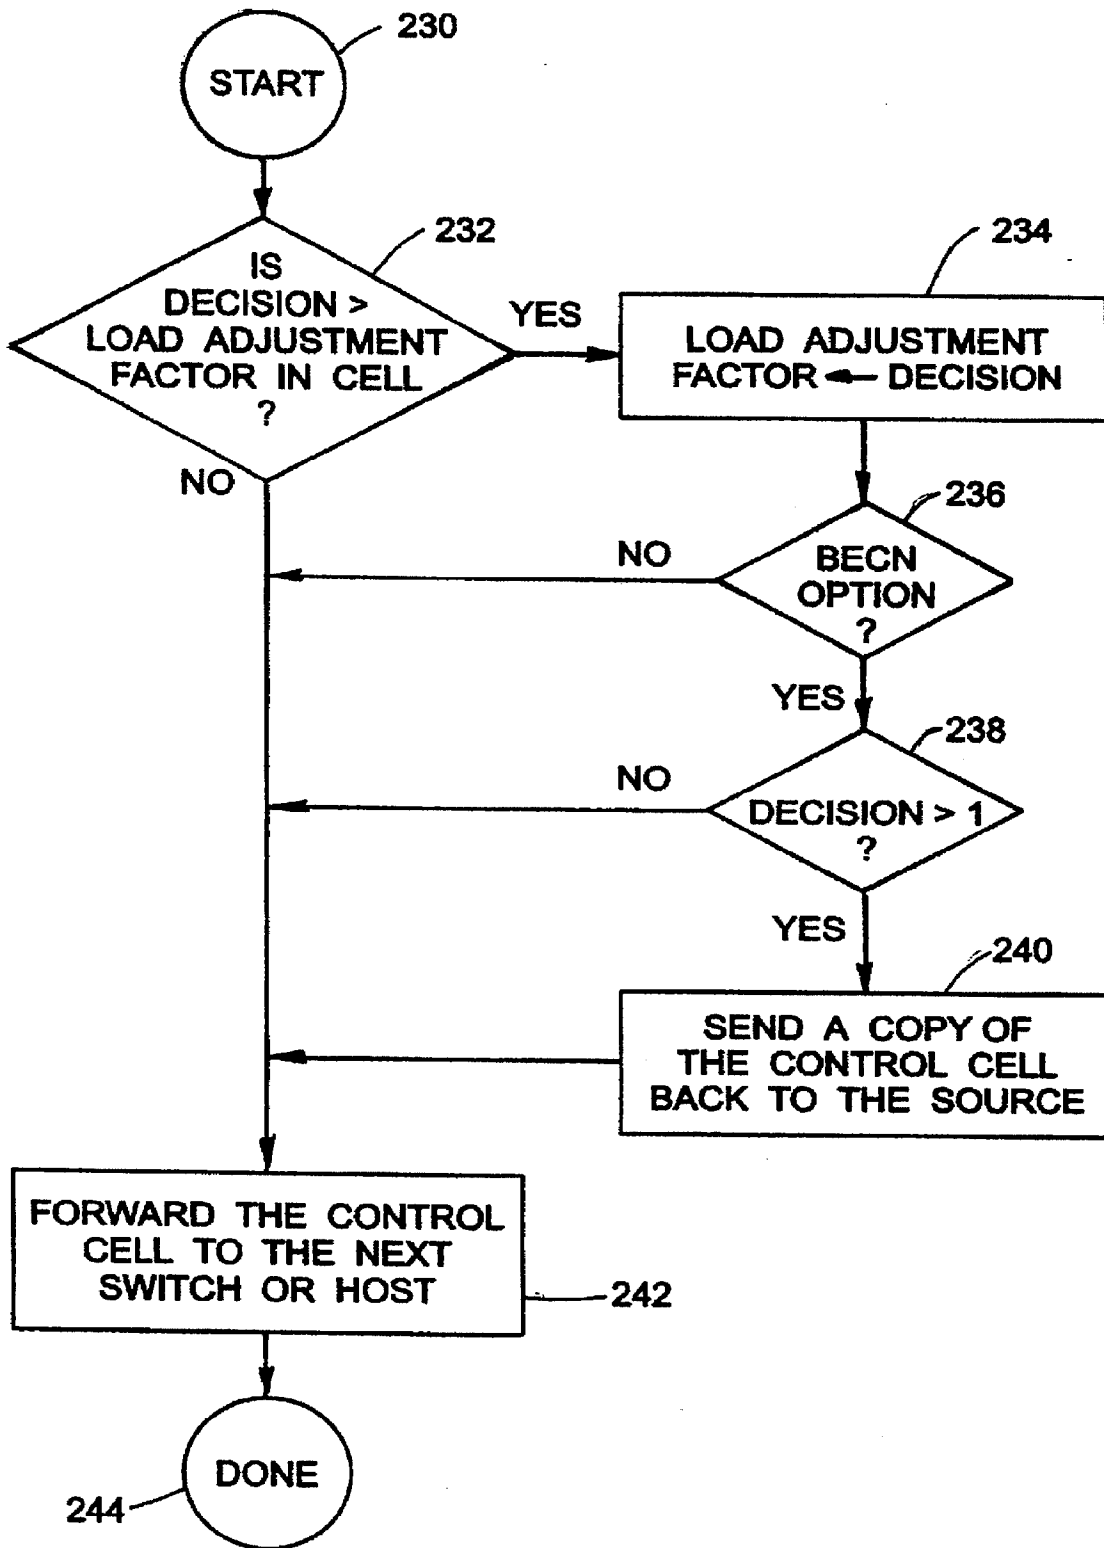 230
START
232
IS
DECISION >
LOAD ADJUSTMENT
FACTOR IN CELL
?
YES
NO
234
LOAD ADJUSTMENT
FACTOR ← DECISION
236
BECN
OPTION
?
NO
YES
238
DECISION > 1
?
NO
YES
240
SEND A COPY OF
THE CONTROL CELL
BACK TO THE SOURCE
FORWARD THE CONTROL
CELL TO THE NEXT
SWITCH OR HOST
242
DONE
244